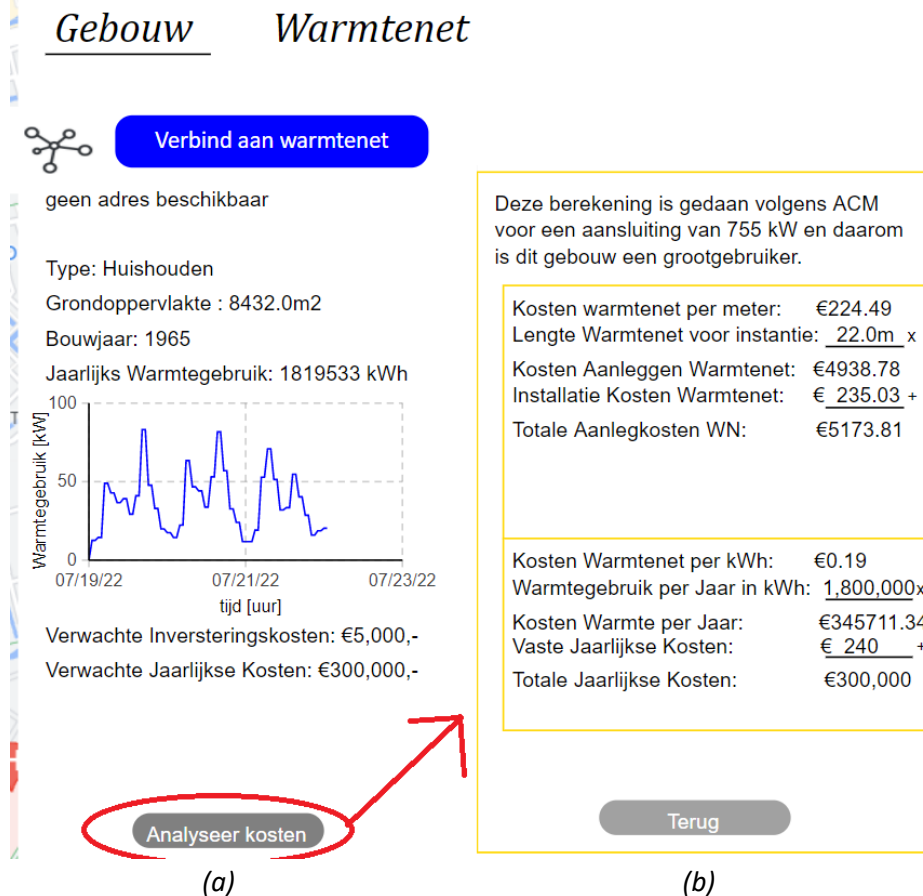 Gebouw Warmtenet
Verbind aan warmtenet
geen adres beschikbaar
Type: Huishouden
Grondoppervlakte : 8432.0m2
Bouwjaar: 1965
Jaarlijks Warmtegebruik: 1819533 kWh
Warmtegebruik [kW]
100
50
0
07/19/22 07/21/22 07/23/22
tijd [uur]
Verwachte Inversteringskosten: €5,000,-
Verwachte Jaarlijkse Kosten: €300,000,-
Analyseer kosten
(a)
Deze berekening is gedaan volgens ACM
voor een aansluiting van 755 kW en daarom
is dit gebouw een grootgebruiker.
Kosten warmtenet per meter: €224.49
Lengte Warmtenet voor instantie: 22.0m x
Kosten Aanleggen Warmtenet: €4938.78
Installatie Kosten Warmtenet: € 235.03 +
Totale Aanlegkosten WN: €5173.81
Kosten Warmtenet per kWh: €0.19
Warmtegebruik per Jaar in kWh: 1,800,000x
Kosten Warmte per Jaar: €345711.34
Vaste Jaarlijkse Kosten: € 240 +
Totale Jaarlijkse Kosten: €300,000
Terug
(b)